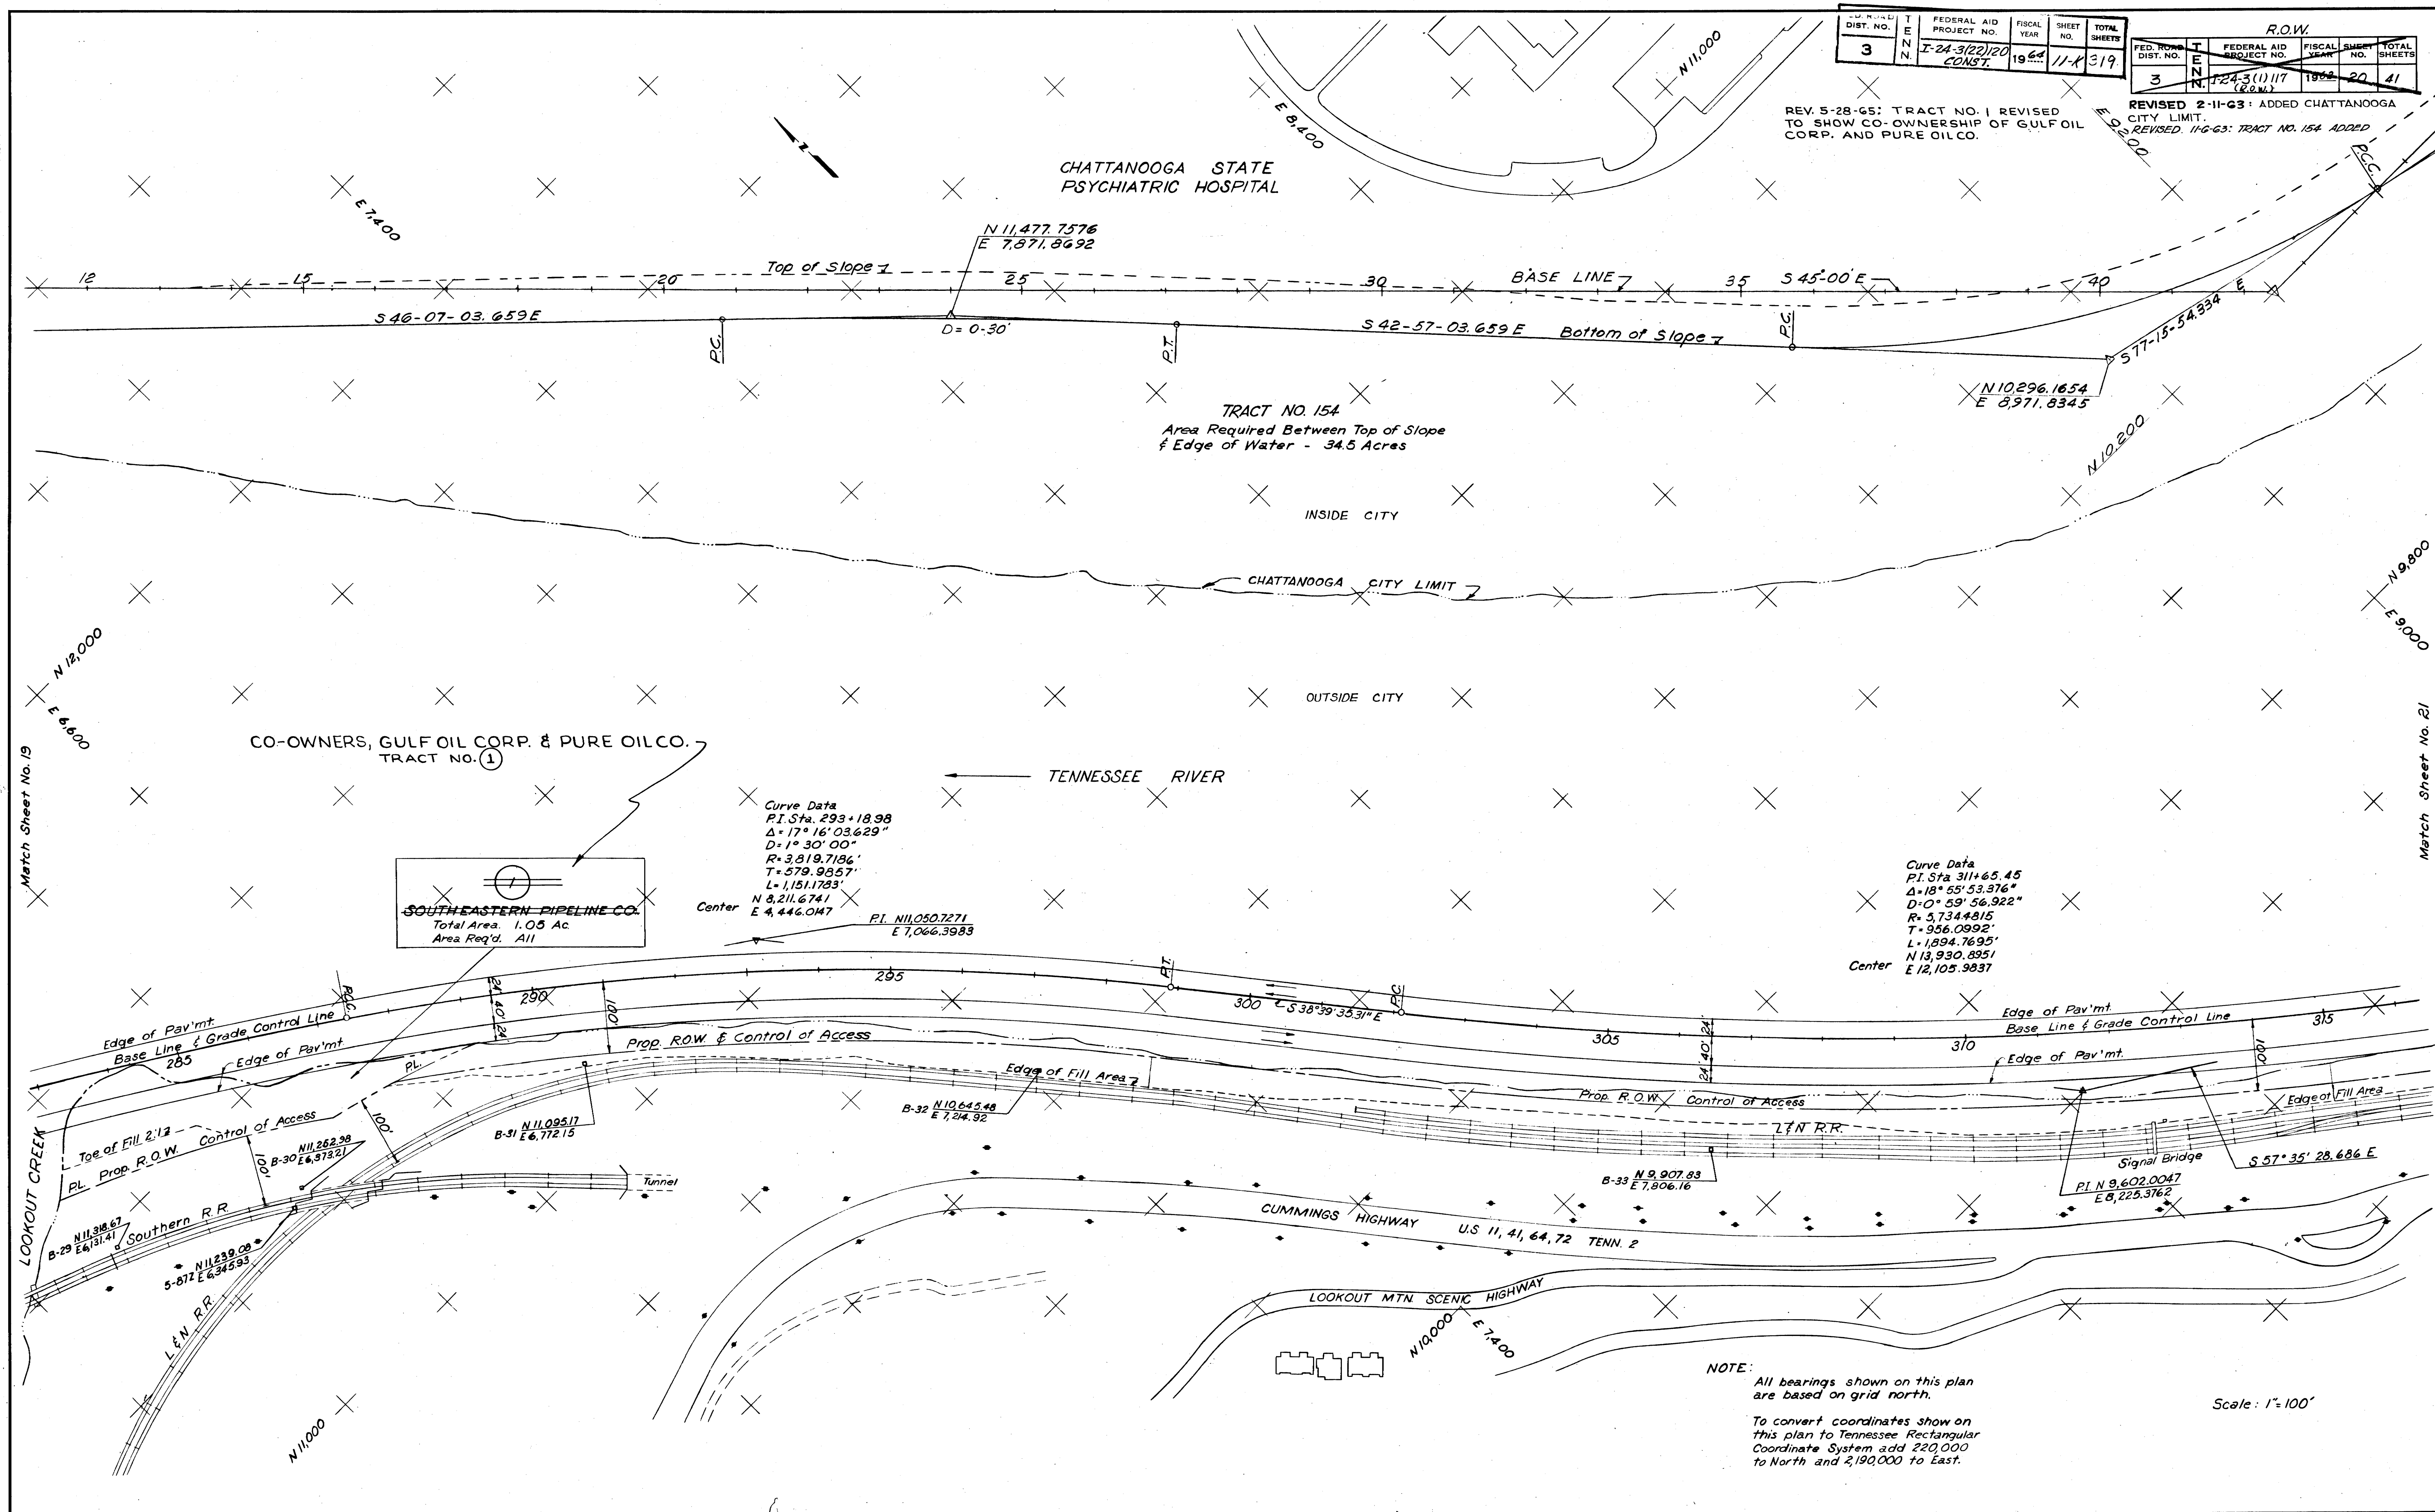 DIST. NO.
TENN.
FEDERAL AID PROJECT NO.
FISCAL YEAR
SHEET NO.
TOTAL SHEETS
3
I-24-3(22)120 CONST.
1964
11-K
319
R.O.W.
FED. ROAD DIST. NO.
TENN.
FEDERAL AID PROJECT NO.
FISCAL YEAR
SHEET NO.
TOTAL SHEETS
3
I-24-3(1)117 (R.O.W.)
1962
20
41
REV. 5-28-65: TRACT NO. 1 REVISED
TO SHOW CO-OWNERSHIP OF GULF OIL
CORP. AND PURE OIL CO.
REVISED 2-11-63: ADDED CHATTANOOGA
CITY LIMIT.
REVISED. 11-6-63: TRACT NO. 154 ADDED
N 11,000
E 8,400
E 9,200
P.C.C.
CHATTANOOGA STATE
PSYCHIATRIC HOSPITAL
E 7,400
N 11,477.7576
E 7,871.8692
12
15
20
Top of Slope
25
30
BASE LINE
35
S 45°-00' E
40
S 46-07-03.659 E
P.C.
D = 0-30'
P.T.
S 42-57-03.659 E
Bottom of Slope
P.C.
S 77-15-54.334 E
N 10,296.1654
E 8,971.8345
TRACT NO. 154
Area Required Between Top of Slope
& Edge of Water - 34.5 Acres
N 10,200
INSIDE CITY
CHATTANOOGA CITY LIMIT
N 9,800
E 9,000
N 12,000
E 6,600
OUTSIDE CITY
Match Sheet No. 19
Match Sheet No. 21
CO-OWNERS, GULF OIL CORP. & PURE OIL CO.
TRACT NO. 1
TENNESSEE RIVER
1
SOUTHEASTERN PIPELINE CO.
Total Area. 1.05 Ac.
Area Req'd. All
Curve Data
P.I. Sta. 293+18.98
Δ = 17° 16' 03.629"
D = 1° 30' 00"
R = 3,819.7186'
T = 579.9857'
L = 1,151.1783'
Center N 8,211.6741
E 4,446.0147
P.I. N 11,050.7271
E 7,066.3983
Curve Data
P.I. Sta 311+65.45
Δ = 18° 55' 53.376"
D = 0° 59' 56.922"
R = 5,734.4815
T = 956.0992'
L = 1,894.7695'
N 13,930.8951
Center E 12,105.9837
P.C.C.
24' 40' 24'
290
100'
295
P.T.
300
℄ S 38° 39' 35.31" E
P.C.
305
24' 40' 24'
310
315
100'
Edge of Pav'mt.
Base Line & Grade Control Line
285
Edge of Pav'mt.
P.L.
Prop. R.O.W. & Control of Access
Edge of Pav'mt.
Base Line & Grade Control Line
Edge of Pav'mt.
Edge of Fill Area
Prop. R.O.W. Control of Access
Edge of Fill Area
L & N R.R.
Signal Bridge
S 57° 35' 28.686 E
P.I. N 9,602.0047
E 8,225.3762
LOOKOUT CREEK
Toe of Fill 2:1
P.L. Prop. R.O.W. Control of Access
100'
100'
B-30 N 11,252.98
E 6,373.21
B-31 N 11,095.17
E 6,772.15
B-32 N 10,645.48
E 7,214.92
B-33 N 9,907.83
E 7,806.16
B-29 N 11,318.67
E 6,131.41
Southern R.R.
S-872 N 11,239.08
E 6,345.93
Tunnel
L & N R.R.
CUMMINGS HIGHWAY U.S 11, 41, 64, 72 TENN. 2
LOOKOUT MTN. SCENIC HIGHWAY
N 10,000
E 7,400
N 11,000
NOTE:
All bearings shown on this plan
are based on grid north.
To convert coordinates show on
this plan to Tennessee Rectangular
Coordinate System add 220,000
to North and 2,190,000 to East.
Scale: 1"=100'